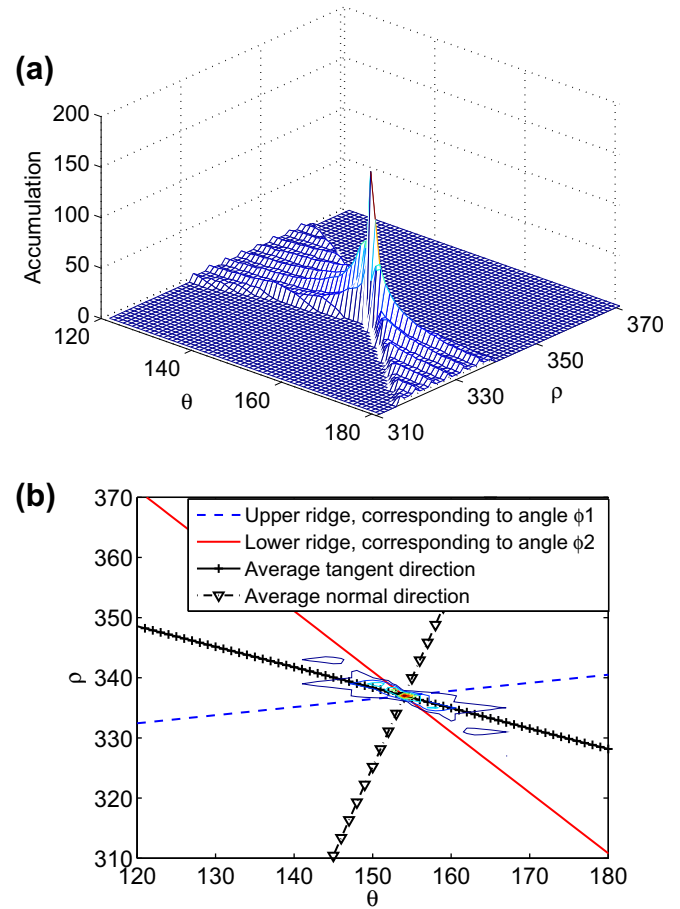 (a)
200
150
100
50
0
Accumulation
120
140
160
180
θ
310
330
350
370
ρ
(b)
370
360
350
340
330
320
310
ρ
Upper ridge, corresponding to angle ϕ1
Lower ridge, corresponding to angle ϕ2
Average tangent direction
Average normal direction
120 130 140 150 160 170 180
θ